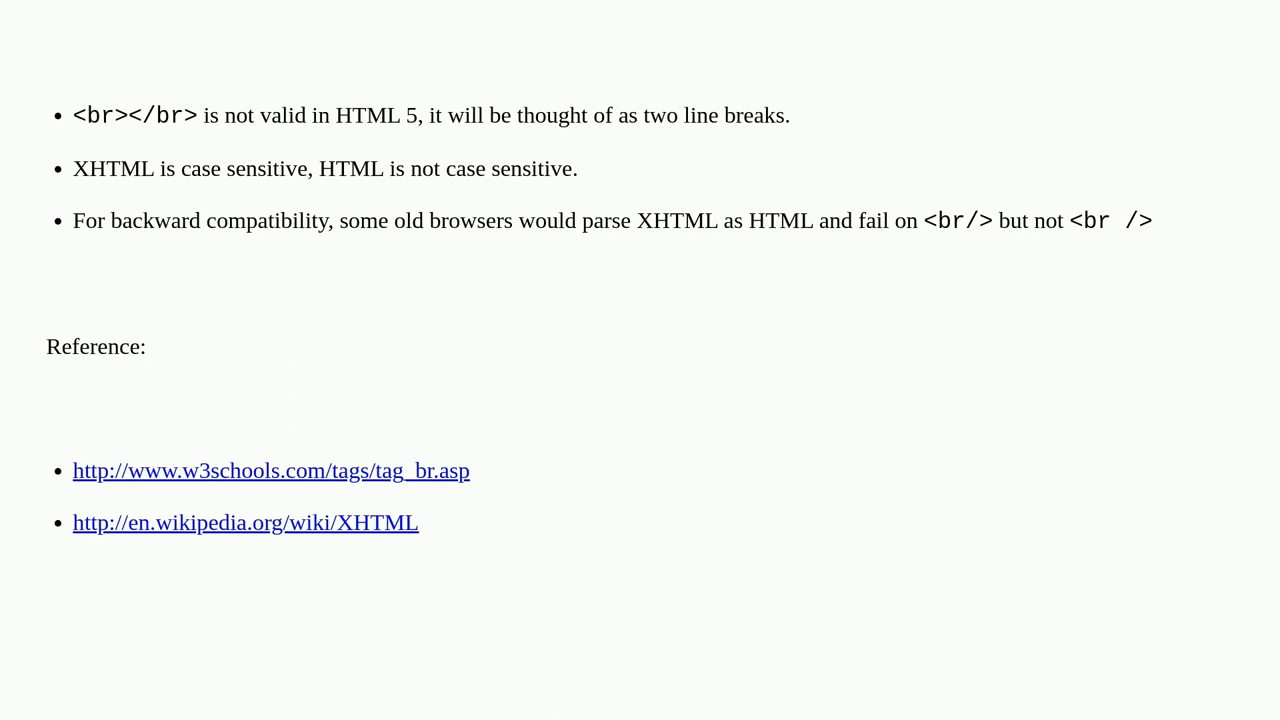 • <br></br> is not valid in HTML 5, it will be thought of as two line breaks.
• XHTML is case sensitive, HTML is not case sensitive.
• For backward compatibility, some old browsers would parse XHTML as HTML and fail on <br/> but not <br />
Reference:
• http://www.w3schools.com/tags/tag_br.asp
• http://en.wikipedia.org/wiki/XHTML